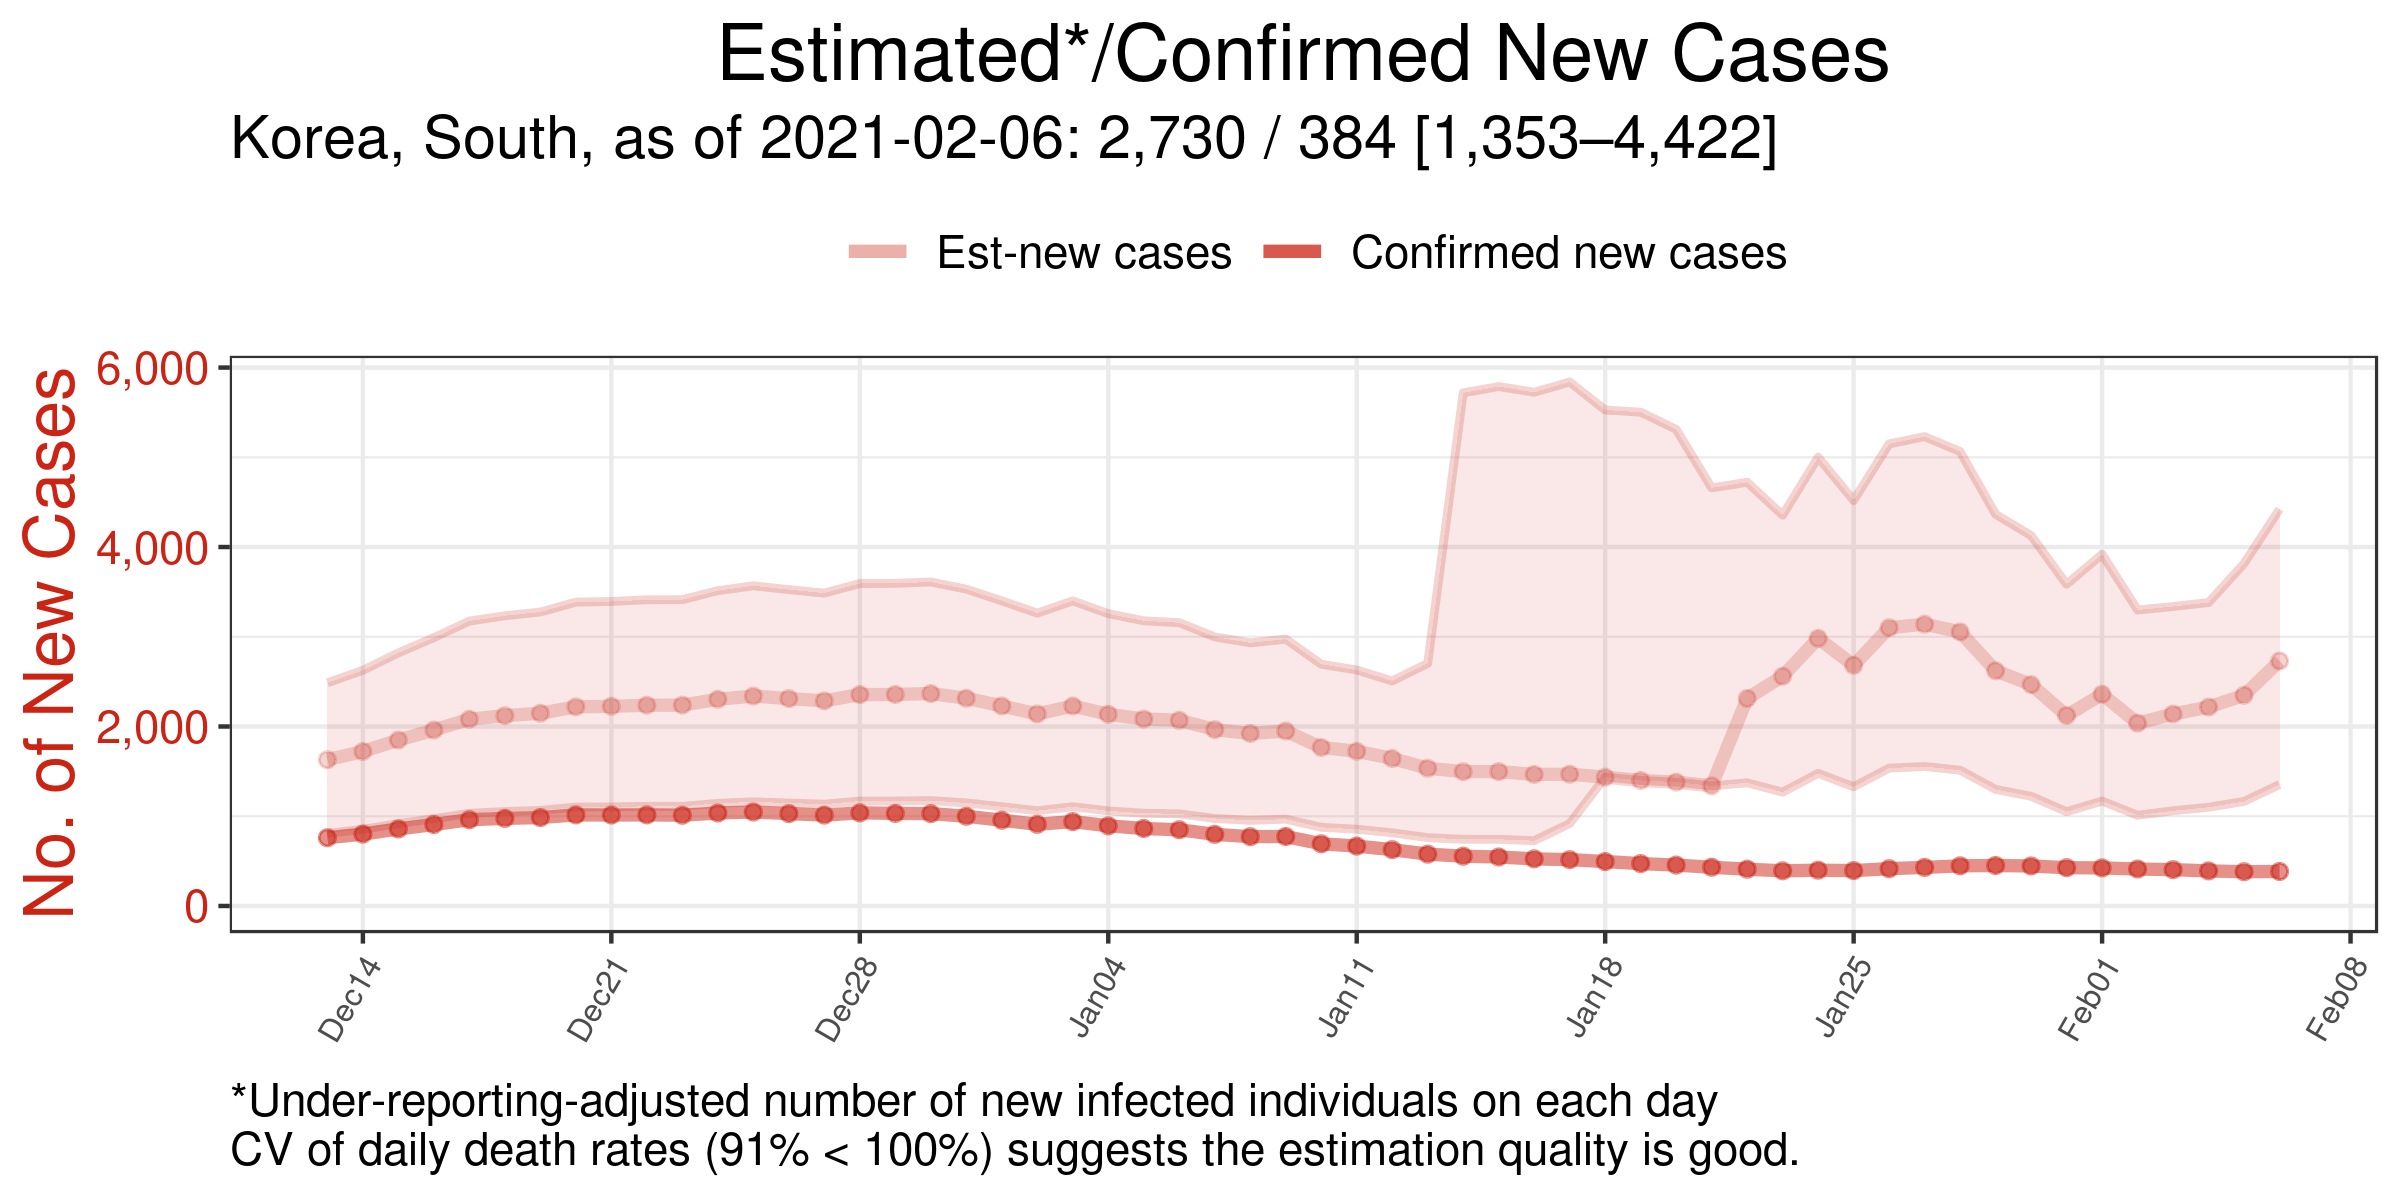 Estimated*/Confirmed New Cases
Korea, South, as of 2021-02-06: 2,730 / 384 [1,353–4,422]
Est-new cases
Confirmed new cases
No. of New Cases
6,000
4,000
2,000
0
Dec14
Dec21
Dec28
Jan04
Jan11
Jan18
Jan25
Feb01
Feb08
*Under-reporting-adjusted number of new infected individuals on each day
CV of daily death rates (91% < 100%) suggests the estimation quality is good.